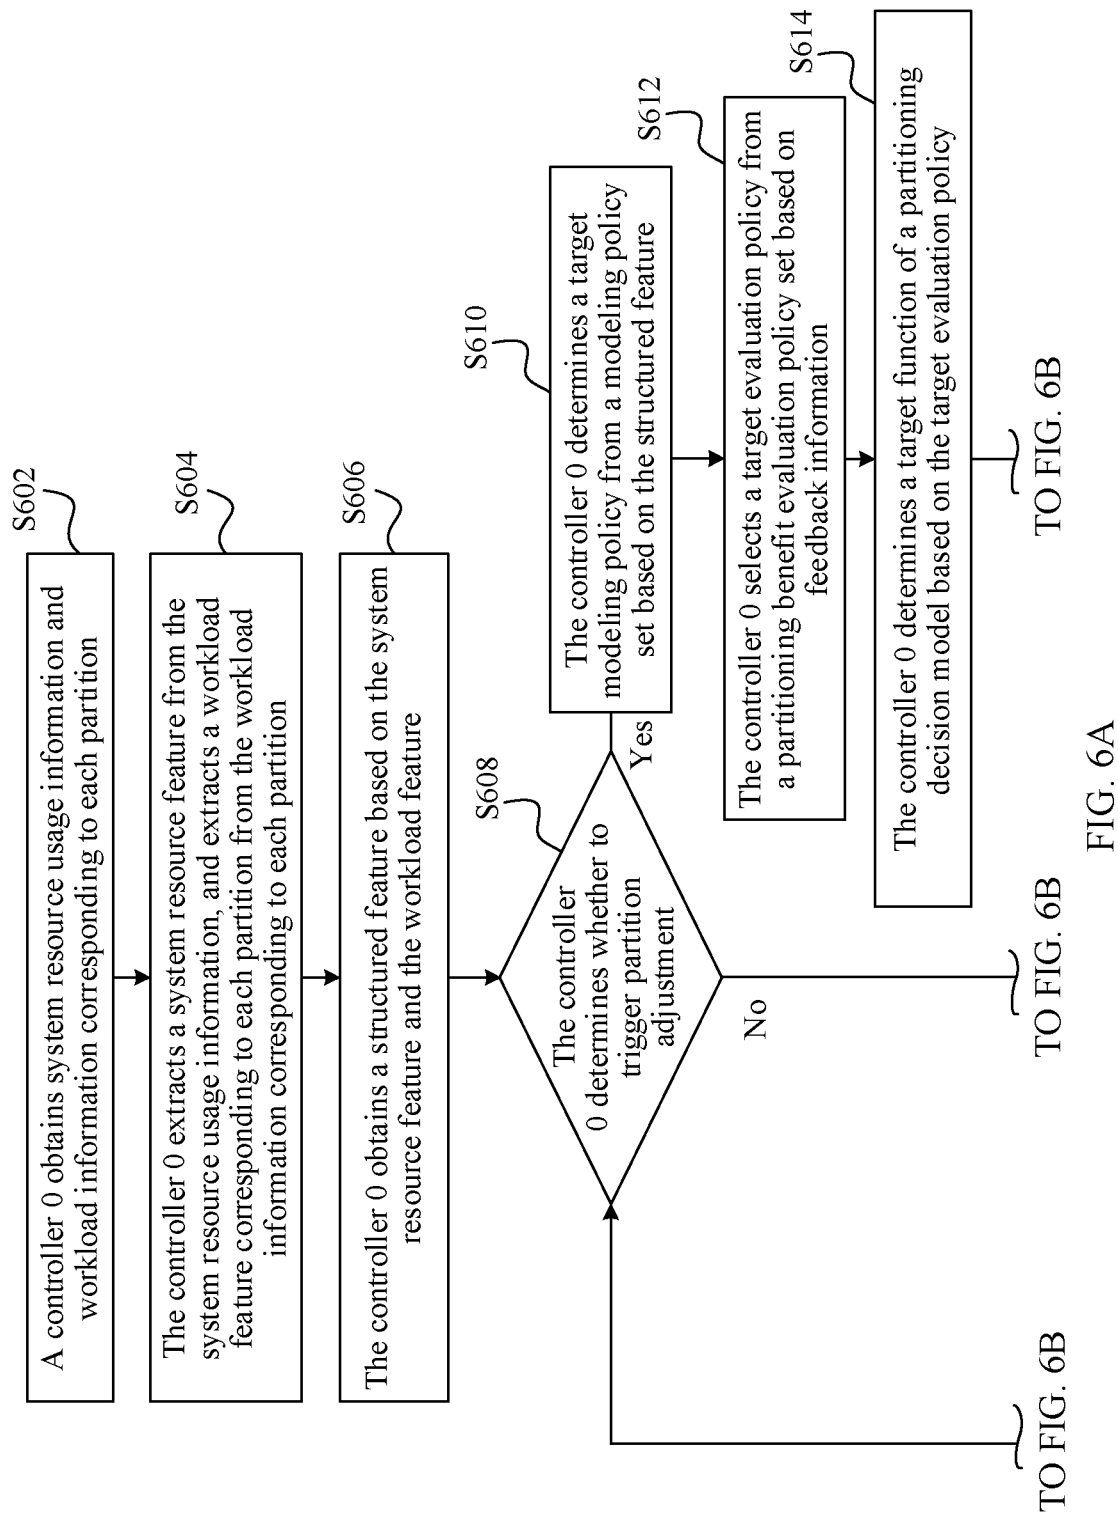 S602
A controller 0 obtains system resource usage information and
workload information corresponding to each partition
S604
The controller 0 extracts a system resource feature from the
system resource usage information, and extracts a workload
feature corresponding to each partition from the workload
information corresponding to each partition
S606
The controller 0 obtains a structured feature based on the system
resource feature and the workload feature
S608
The controller
0 determines whether to
trigger partition
adjustment
Yes
No
S610
The controller 0 determines a target
modeling policy from a modeling policy
set based on the structured feature
S612
The controller 0 selects a target evaluation policy from
a partitioning benefit evaluation policy set based on
feedback information
S614
The controller 0 determines a target function of a partitioning
decision model based on the target evaluation policy
TO FIG. 6B
TO FIG. 6B
TO FIG. 6B
FIG. 6A